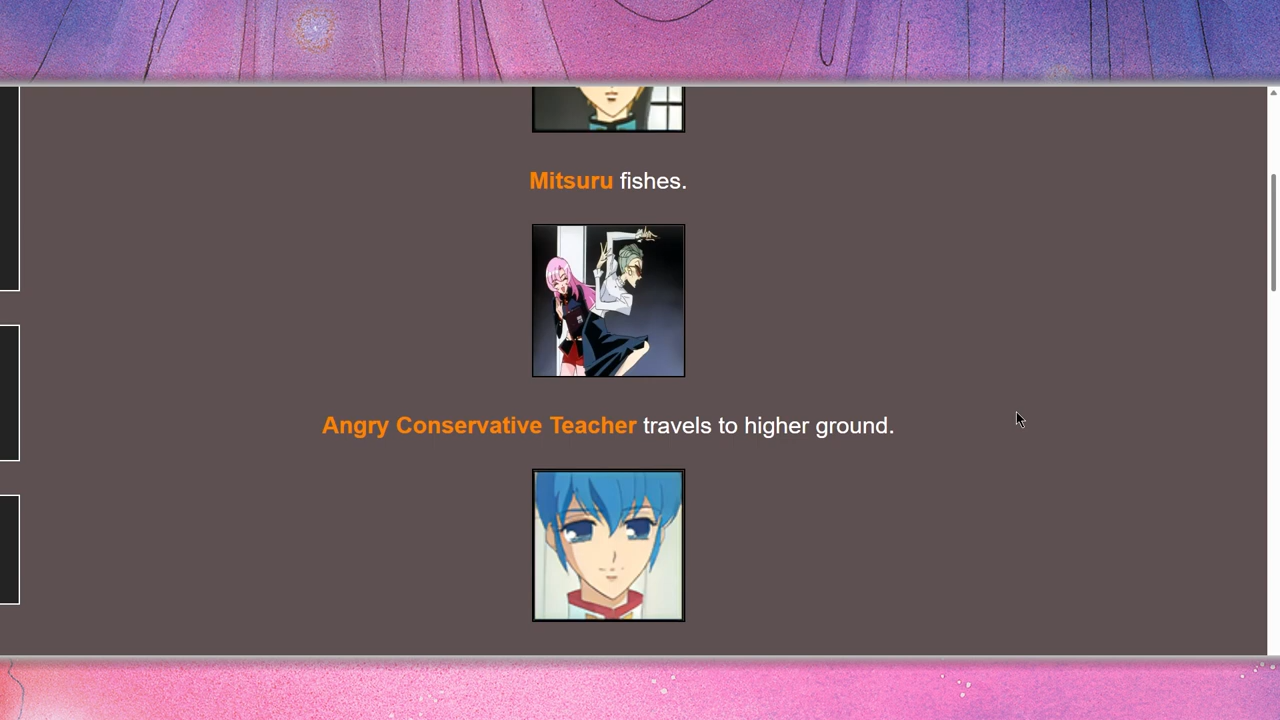 Mitsuru fishes.
Angry Conservative Teacher travels to higher ground.